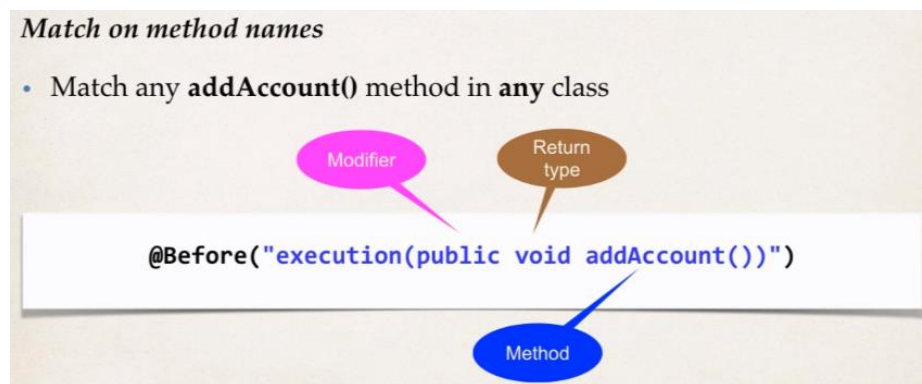 Match on method names
• Match any addAccount() method in any class
Modifier
Return
type
@Before("execution(public void addAccount())")
Method